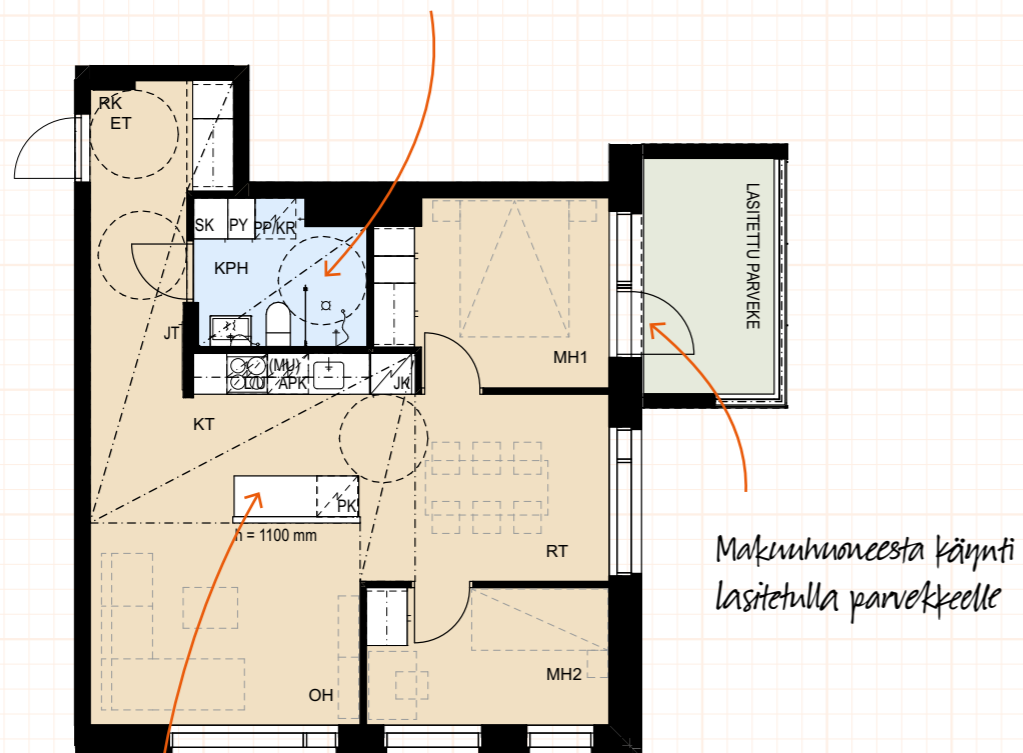 RK
ET
SK PY PP/KR
KPH
LASITETTU PARVEKE
JT
MH1
(MU)
LU APK JK
KT
PK
h = 1100 mm
RT
Makuuhuoneesta käynti
lasitetulla parvekkeelle
MH2
OH